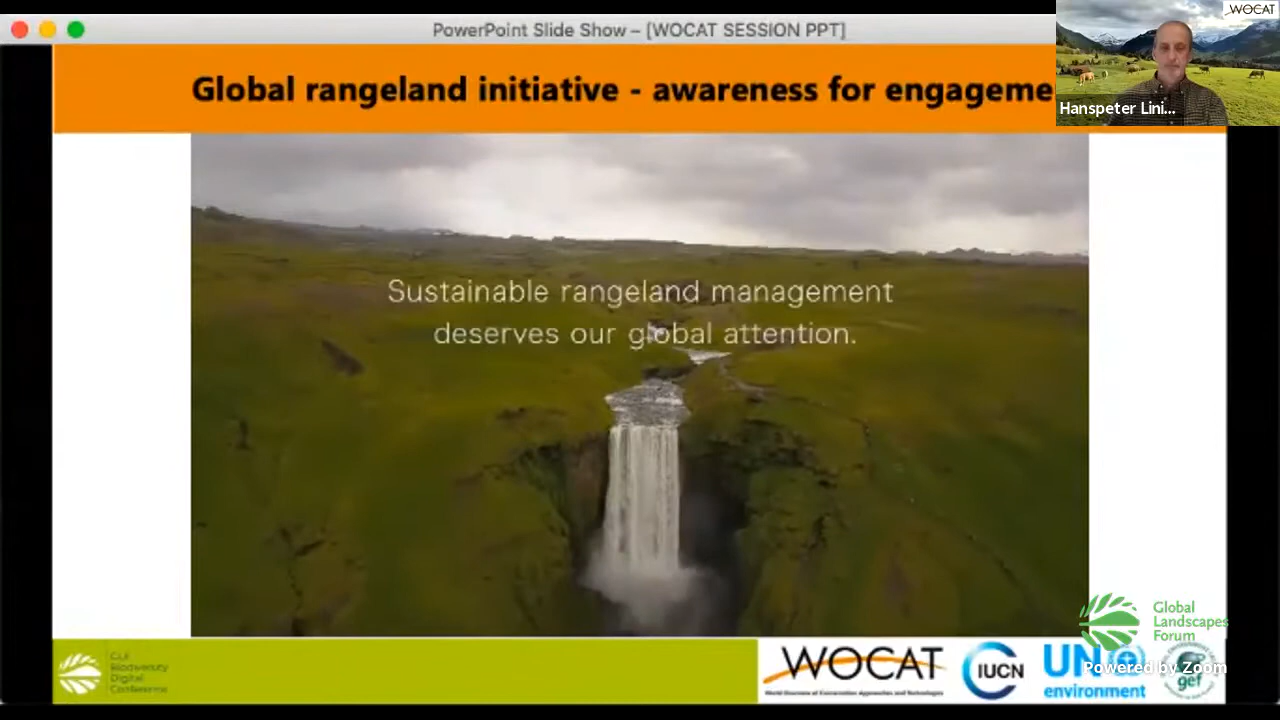 PowerPoint Slide Show – [WOCAT SESSION PPT]
WOCAT
Global rangeland initiative - awareness for engageme
Hanspeter Lini...
Sustainable rangeland management
deserves our global attention.
Global
Landscapes
Forum
GLF
Biodiversity
Digital
Conference
WOCAT
World Overview of Conservation Approaches and Technologies
IUCN
UN
environment
gef
Powered by Zoom